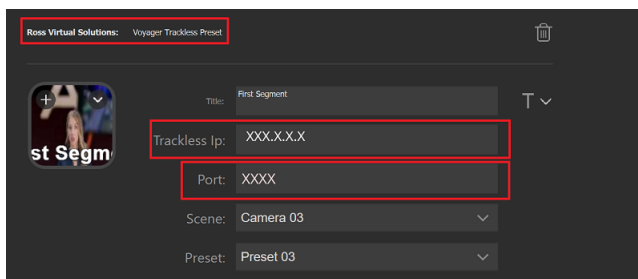 Ross Virtual Solutions: Voyager Trackless Preset
Title: First Segment
T
st Segm
Trackless Ip: XXX.X.X.X
Port: XXXX
Scene: Camera 03
Preset: Preset 03